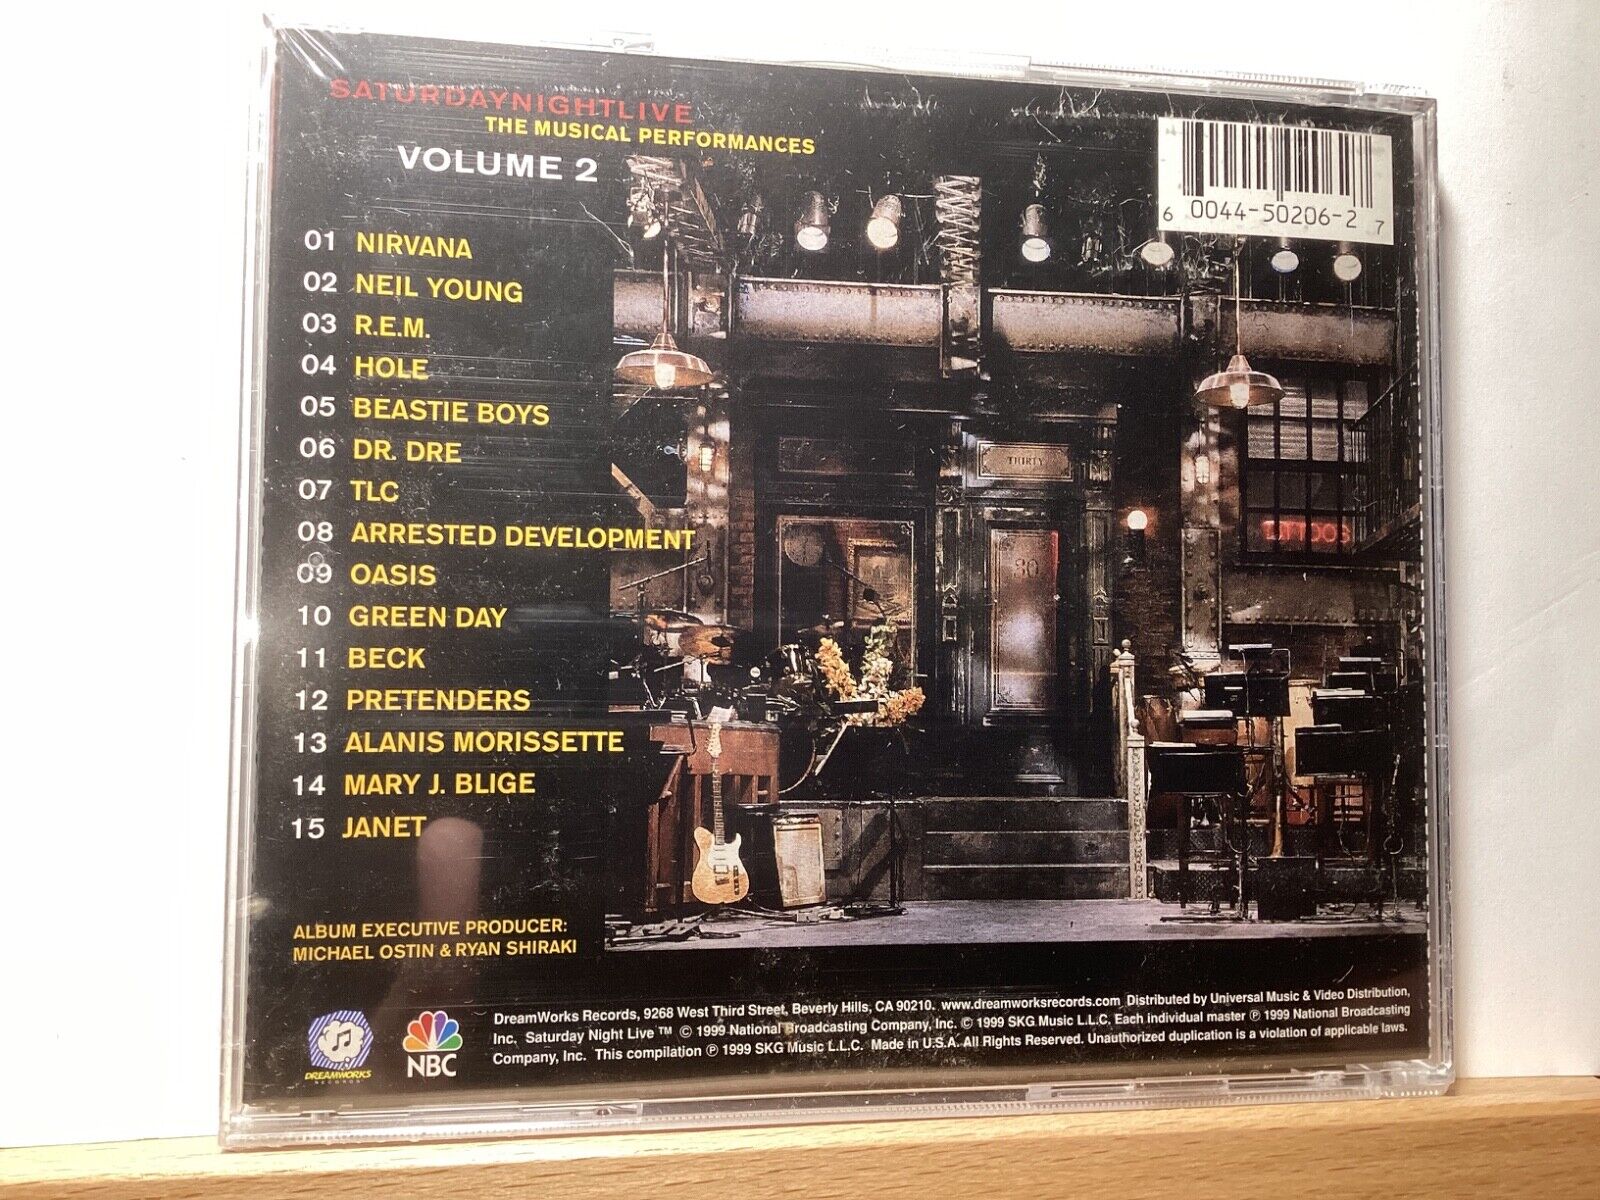 SATURDAYNIGHTLIVE
THE MUSICAL PERFORMANCES
VOLUME 2
6 0044-50206-2 7
01 NIRVANA
02 NEIL YOUNG
03 R.E.M.
04 HOLE
05 BEASTIE BOYS
06 DR. DRE
07 TLC
08 ARRESTED DEVELOPMENT
09 OASIS
10 GREEN DAY
11 BECK
12 PRETENDERS
13 ALANIS MORISSETTE
14 MARY J. BLIGE
15 JANET
THIRTY
30
TATTOOS
ALBUM EXECUTIVE PRODUCER:
MICHAEL OSTIN & RYAN SHIRAKI
DREAMWORKS
RECORDS
NBC
DreamWorks Records, 9268 West Third Street, Beverly Hills, CA 90210. www.dreamworksrecords.com Distributed by Universal Music & Video Distribution,
Inc. Saturday Night Live ™ © 1999 National Broadcasting Company, Inc. © 1999 SKG Music L.L.C. Each individual master ℗ 1999 National Broadcasting
Company, Inc. This compilation ℗ 1999 SKG Music L.L.C. Made in U.S.A. All Rights Reserved. Unauthorized duplication is a violation of applicable laws.